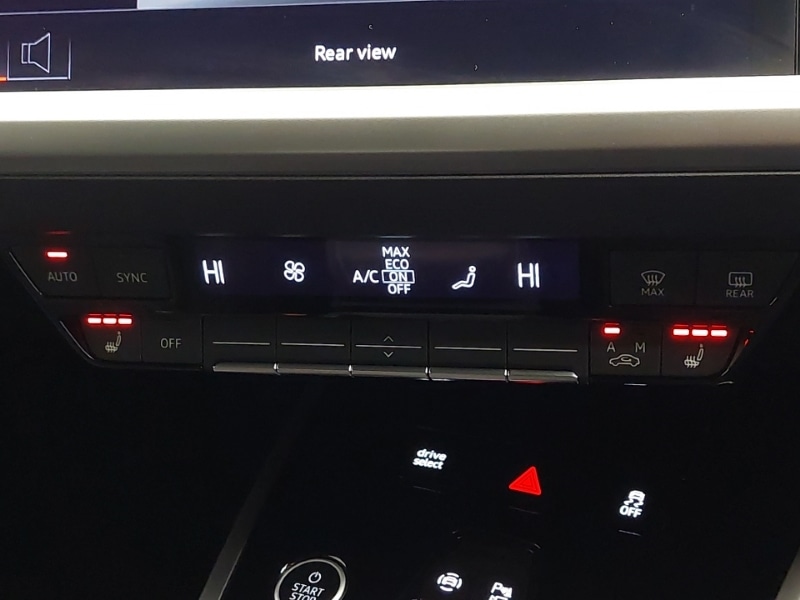 Rear view
AUTO
SYNC
HI
A/C
MAX
ECO
ON
OFF
HI
MAX
REAR
OFF
A M
drive
select
OFF
START
STOP